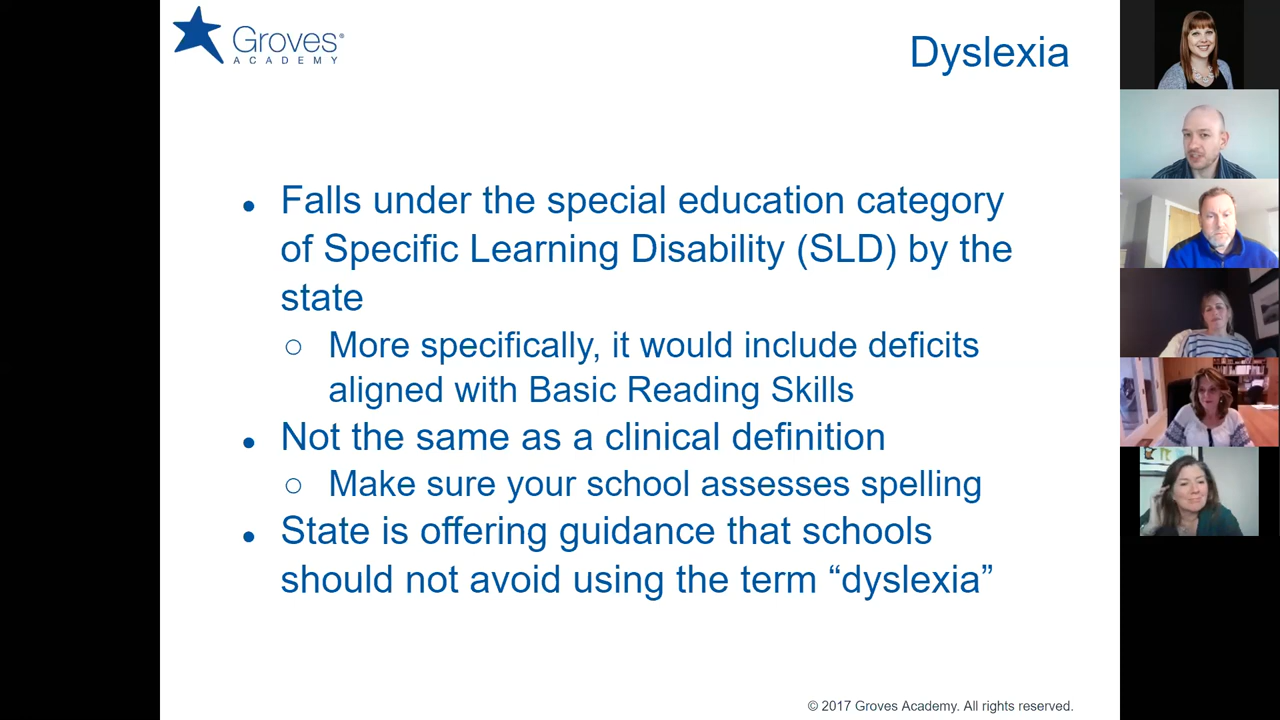 Groves®
ACADEMY
Dyslexia
● Falls under the special education category
of Specific Learning Disability (SLD) by the
state
○ More specifically, it would include deficits
aligned with Basic Reading Skills
● Not the same as a clinical definition
○ Make sure your school assesses spelling
● State is offering guidance that schools
should not avoid using the term “dyslexia”
© 2017 Groves Academy. All rights reserved.